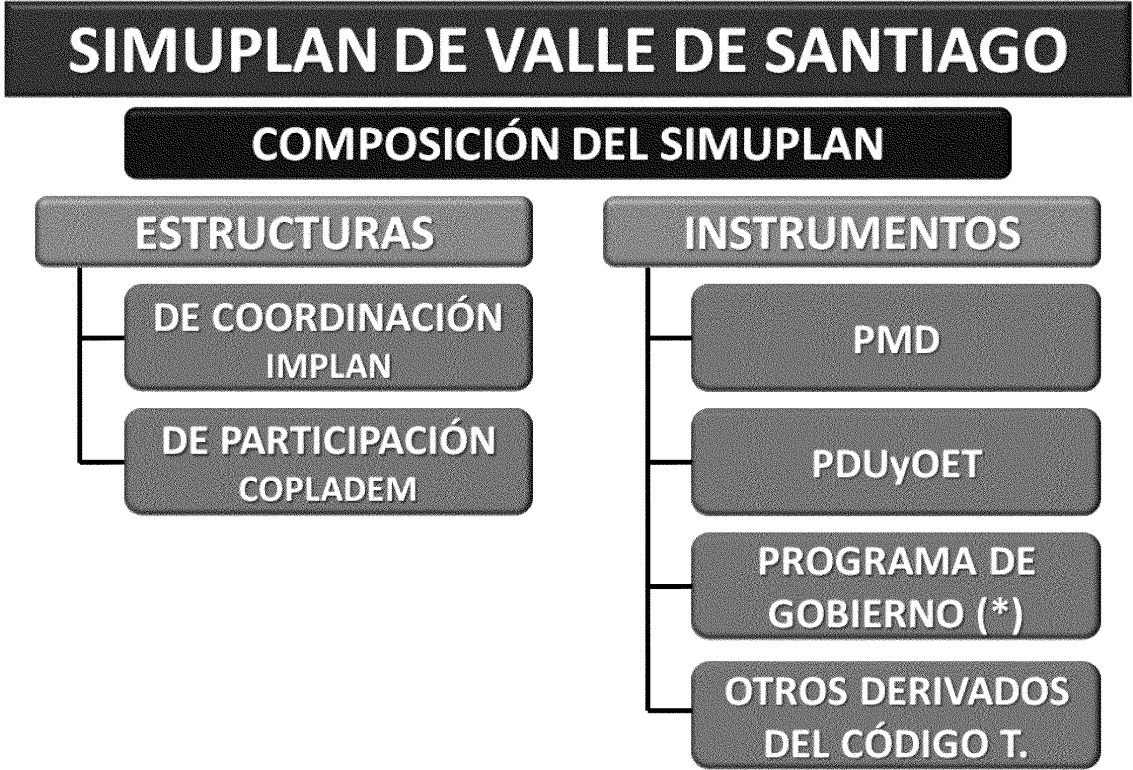 SIMUPLAN DE VALLE DE SANTIAGO
COMPOSICIÓN DEL SIMUPLAN
ESTRUCTURAS
DE COORDINACIÓN
IMPLAN
DE PARTICIPACIÓN
COPLADEM
INSTRUMENTOS
PMD
PDUyOET
PROGRAMA DE
GOBIERNO (*)
OTROS DERIVADOS
DEL CÓDIGO T.